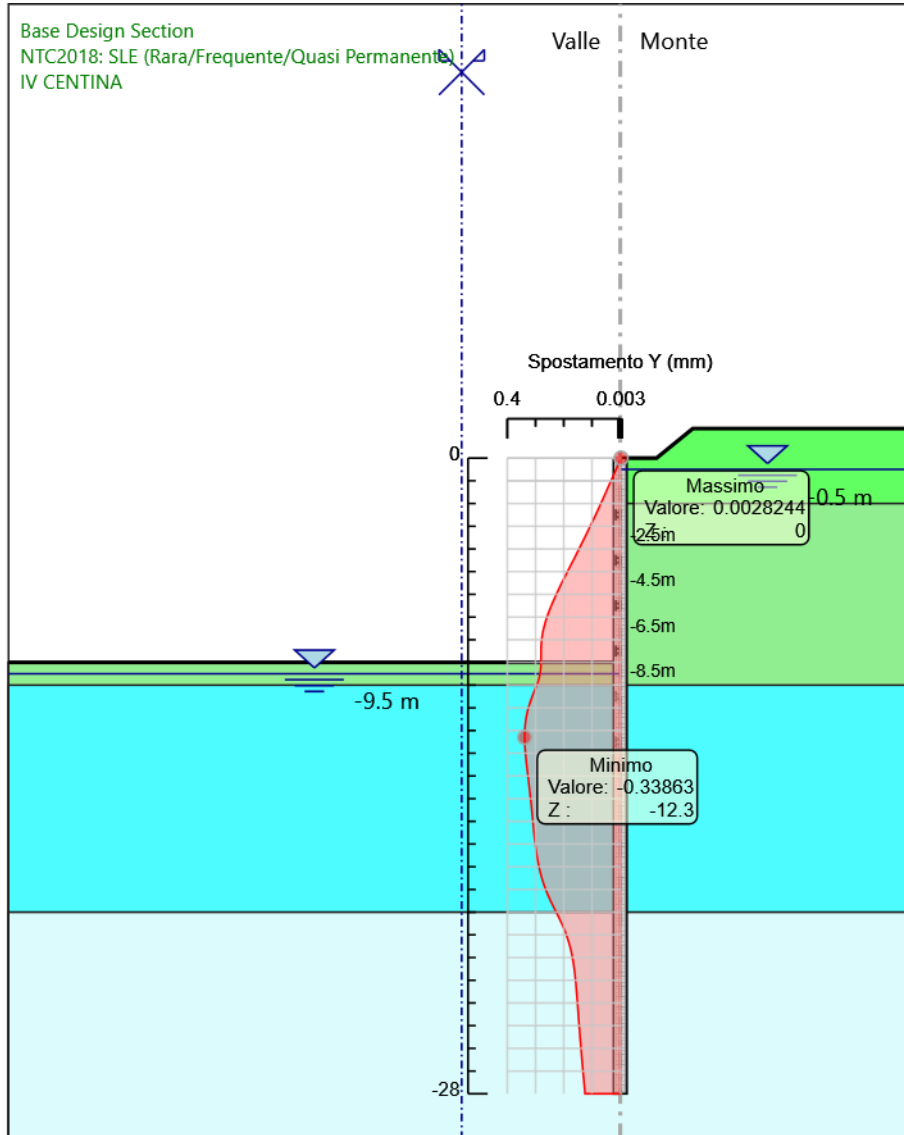 Base Design Section
NTC2018: SLE (Rara/Frequente/Quasi Permanente)
IV CENTINA
Valle
Monte
Spostamento Y (mm)
0.4
0.003
0
Massimo
Valore: 0.0028244
Z : 0
-0.5 m
-2.5m
-4.5m
-6.5m
-8.5m
-9.5 m
Minimo
Valore: -0.33863
Z : -12.3
-28